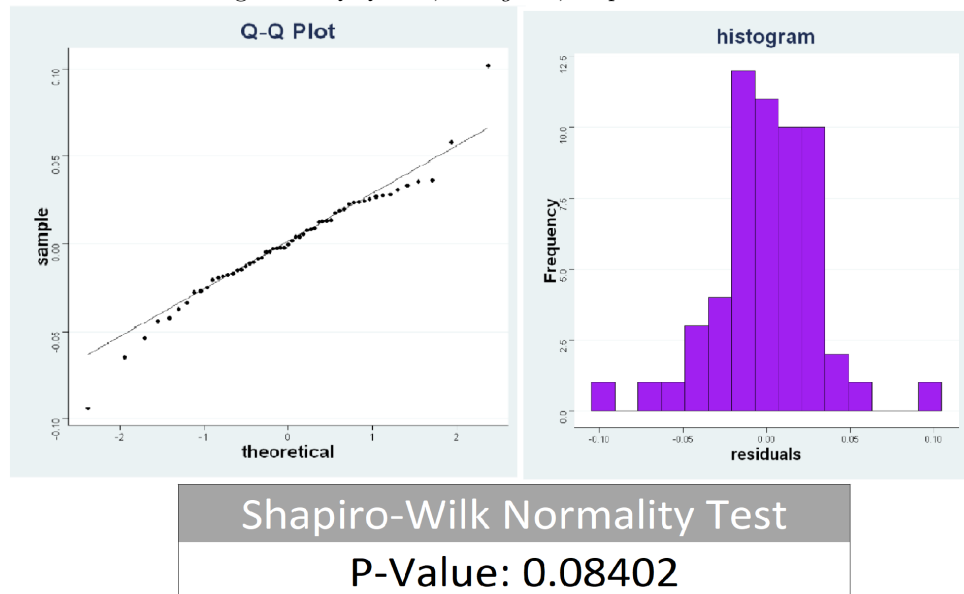 Q-Q Plot
0.10
0.05
0.00
-0.05
-0.10
sample
-2
-1
0
1
2
theoretical
histogram
12.5
10.0
7.5
5.0
2.5
0.0
Frequency
-0.10
-0.05
0.00
0.05
0.10
residuals
Shapiro-Wilk Normality Test
P-Value: 0.08402